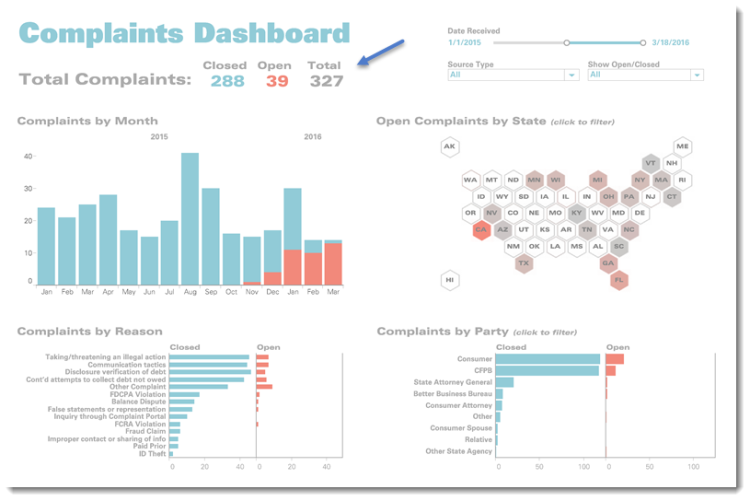 Complaints Dashboard
Date Received
1/1/2015 3/18/2016
Closed Open Total
Total Complaints: 288 39 327
Source Type Show Open/Closed
All All
Complaints by Month
2015 2016
40
30
20
10
0
Jan Feb Mar Apr May Jun Jul Aug Sep Oct Nov Dec Jan Feb Mar
Open Complaints by State (click to filter)
AK ME
VT NH
WA MT ND MN WI MI NY MA RI
ID WY SD IA IL IN OH PA NJ CT
OR NV CO NE MO KY WV MD DE
CA AZ UT KS AR TN VA NC
NM OK LA MS AL SC
TX GA
HI FL
Complaints by Reason
Closed Open
Taking/threatening an illegal action
Communication tactics
Disclosure verification of debt
Cont'd attempts to collect debt not owed
Other Complaint
FDCPA Violation
Balance Dispute
False statements or representation
Inquiry through Complaint Portal
FCRA Violation
Fraud Claim
Improper contact or sharing of info
Paid Prior
ID Theft
0 20 40 0 20 40
Complaints by Party (click to filter)
Closed Open
Consumer
CFPB
State Attorney General
Better Business Bureau
Consumer Attorney
Other
Consumer Spouse
Relative
Other State Agency
0 50 100 0 50 100